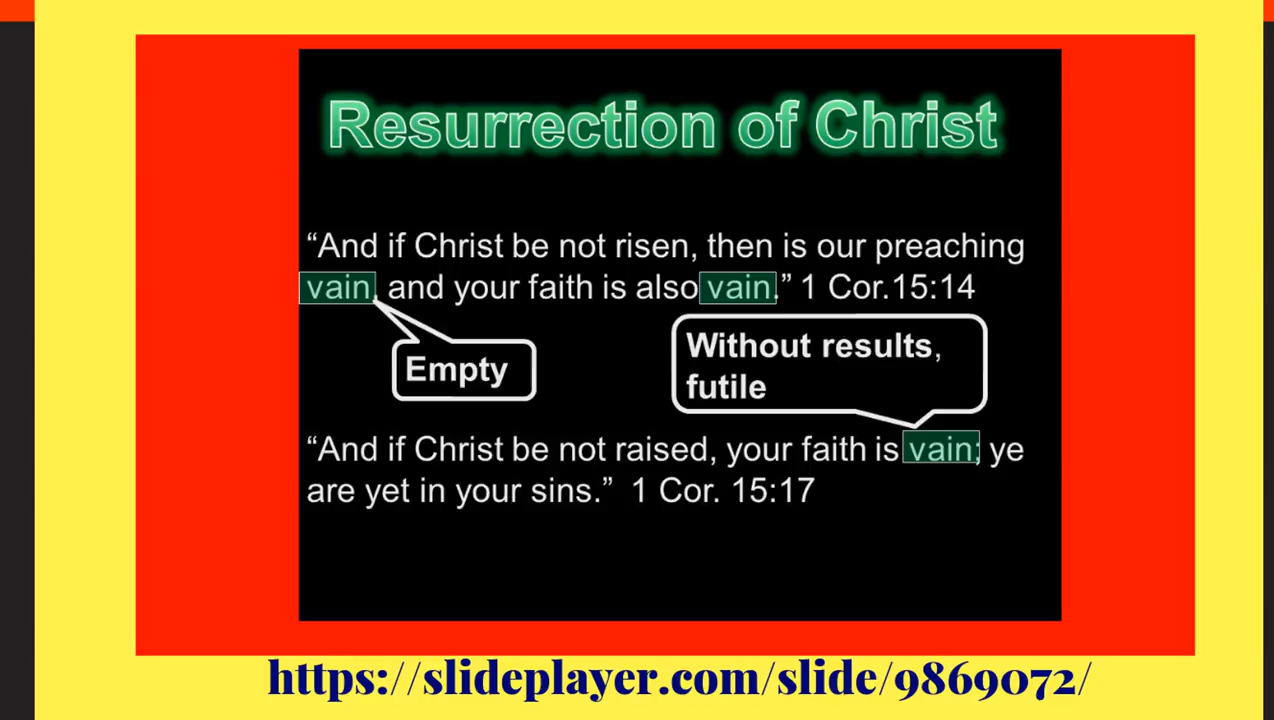 Resurrection of Christ
“And if Christ be not risen, then is our preaching
vain, and your faith is also vain.” 1 Cor.15:14
Empty
Without results,
futile
“And if Christ be not raised, your faith is vain; ye
are yet in your sins.” 1 Cor. 15:17
https://slideplayer.com/slide/9869072/